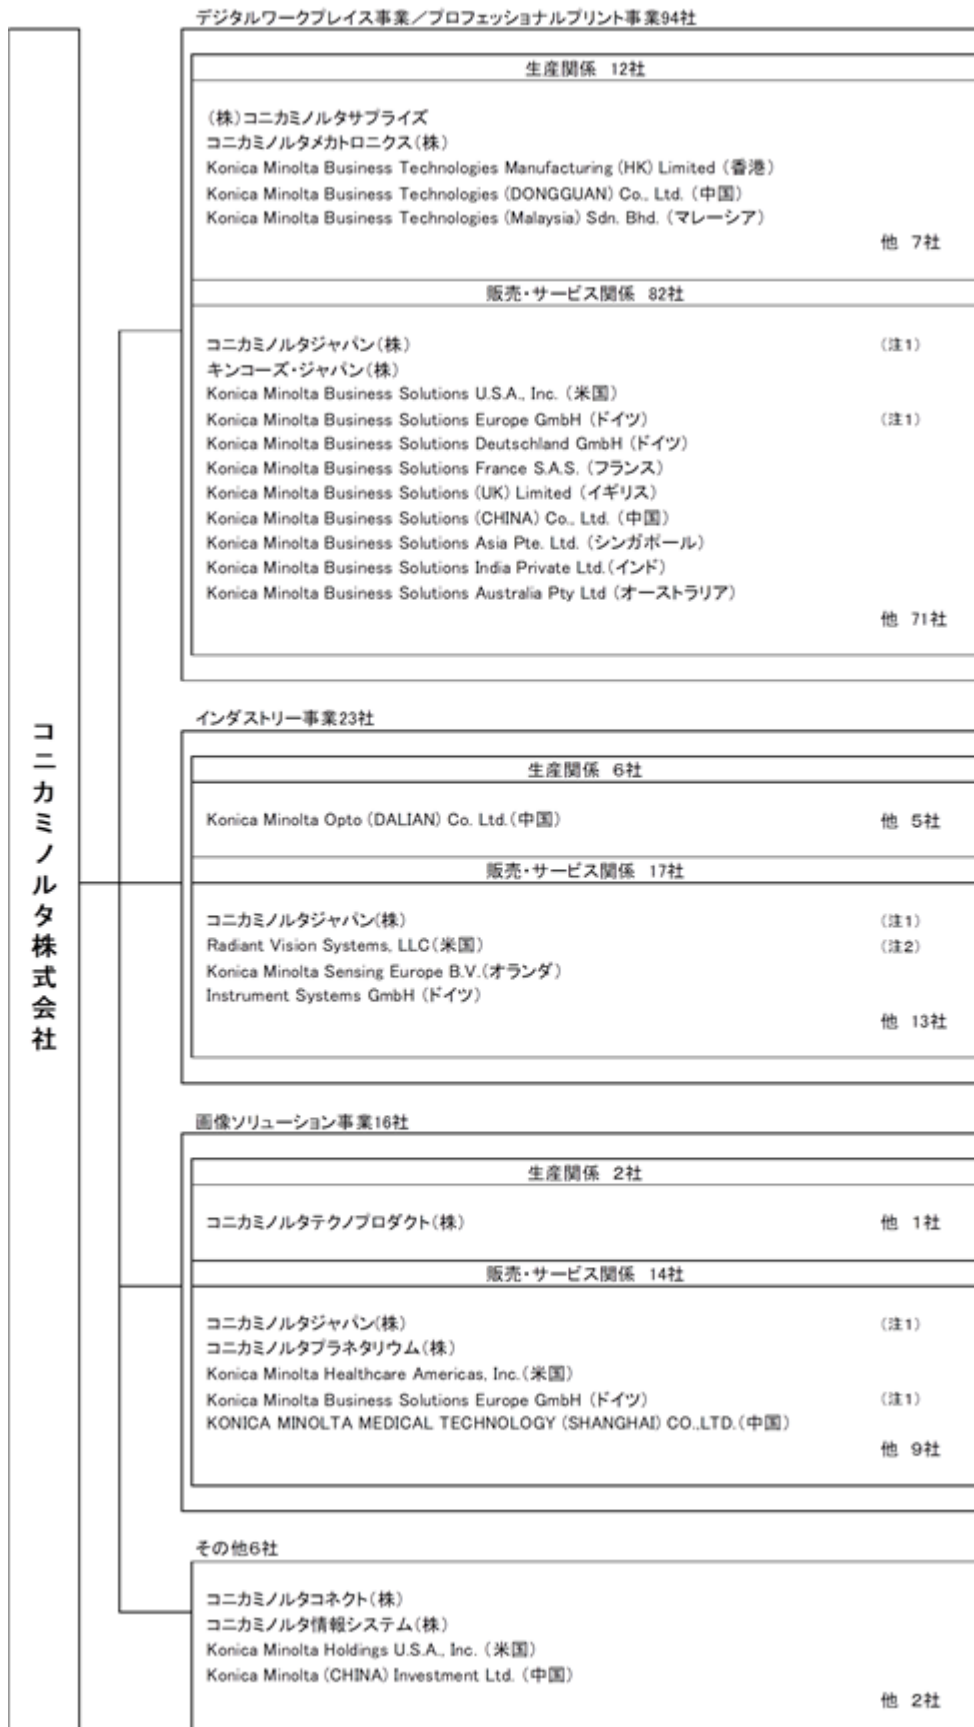 デジタルワークプレイス事業／プロフェッショナルプリント事業94社
生産関係 12社
（株）コニカミノルタサプライズ
コニカミノルタメカトロニクス（株）
Konica Minolta Business Technologies Manufacturing (HK) Limited （香港）
Konica Minolta Business Technologies (DONGGUAN) Co., Ltd. （中国）
Konica Minolta Business Technologies (Malaysia) Sdn. Bhd. （マレーシア）
他 7社
販売・サービス関係 82社
コニカミノルタジャパン（株） （注1）
キンコーズ・ジャパン（株）
Konica Minolta Business Solutions U.S.A., Inc. （米国）
Konica Minolta Business Solutions Europe GmbH （ドイツ） （注1）
Konica Minolta Business Solutions Deutschland GmbH （ドイツ）
Konica Minolta Business Solutions France S.A.S. （フランス）
Konica Minolta Business Solutions (UK) Limited （イギリス）
Konica Minolta Business Solutions (CHINA) Co., Ltd. （中国）
Konica Minolta Business Solutions Asia Pte. Ltd. （シンガポール）
Konica Minolta Business Solutions India Private Ltd.（インド）
Konica Minolta Business Solutions Australia Pty Ltd （オーストラリア）
他 71社
コニカミノルタ株式会社
インダストリー事業23社
生産関係 6社
Konica Minolta Opto (DALIAN) Co. Ltd.（中国） 他 5社
販売・サービス関係 17社
コニカミノルタジャパン（株） （注1）
Radiant Vision Systems, LLC（米国） （注2）
Konica Minolta Sensing Europe B.V.（オランダ）
Instrument Systems GmbH （ドイツ）
他 13社
画像ソリューション事業16社
生産関係 2社
コニカミノルタテクノプロダクト（株） 他 1社
販売・サービス関係 14社
コニカミノルタジャパン（株） （注1）
コニカミノルタプラネタリウム（株）
Konica Minolta Healthcare Americas, Inc.（米国）
Konica Minolta Business Solutions Europe GmbH （ドイツ） （注1）
KONICA MINOLTA MEDICAL TECHNOLOGY (SHANGHAI) CO.,LTD.（中国）
他 9社
その他6社
コニカミノルタコネクト（株）
コニカミノルタ情報システム（株）
Konica Minolta Holdings U.S.A., Inc. （米国）
Konica Minolta (CHINA) Investment Ltd. （中国）
他 2社